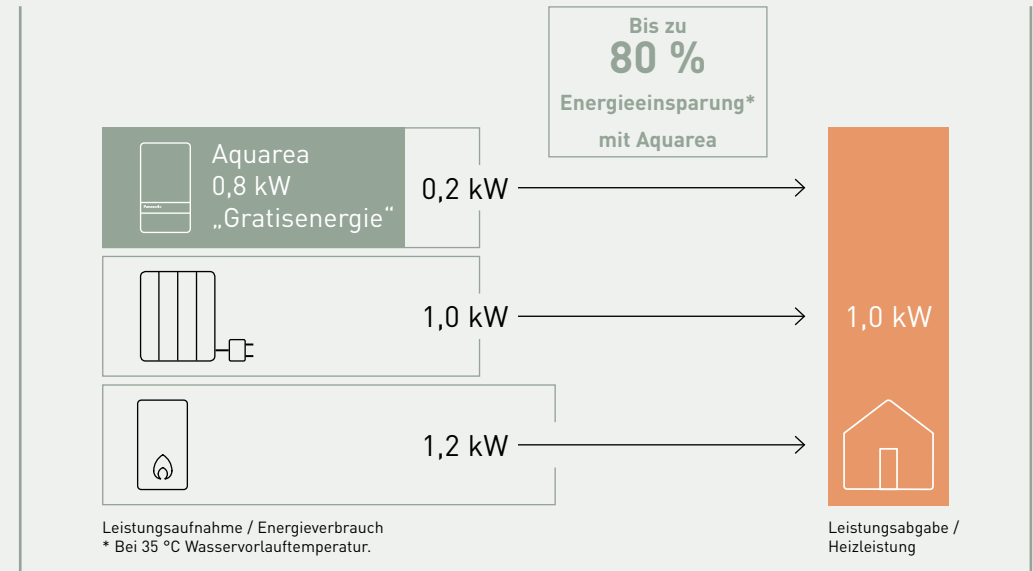 Bis zu
80 %
Energieeinsparung*
mit Aquarea
Aquarea
0,8 kW
„Gratisenergie“
0,2 kW
1,0 kW
1,0 kW
1,2 kW
Leistungsaufnahme / Energieverbrauch
* Bei 35 °C Wasservorlauftemperatur.
Leistungsabgabe /
Heizleistung